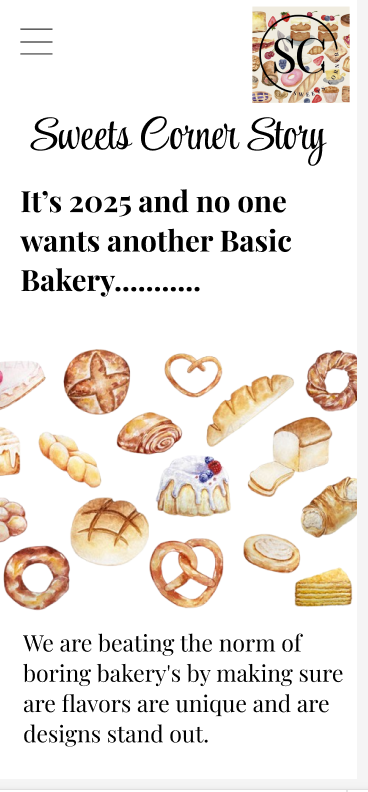 SC
Sweets Corner Story
It’s 2025 and no one
wants another Basic
Bakery...........
We are beating the norm of
boring bakery's by making sure
are flavors are unique and are
designs stand out.